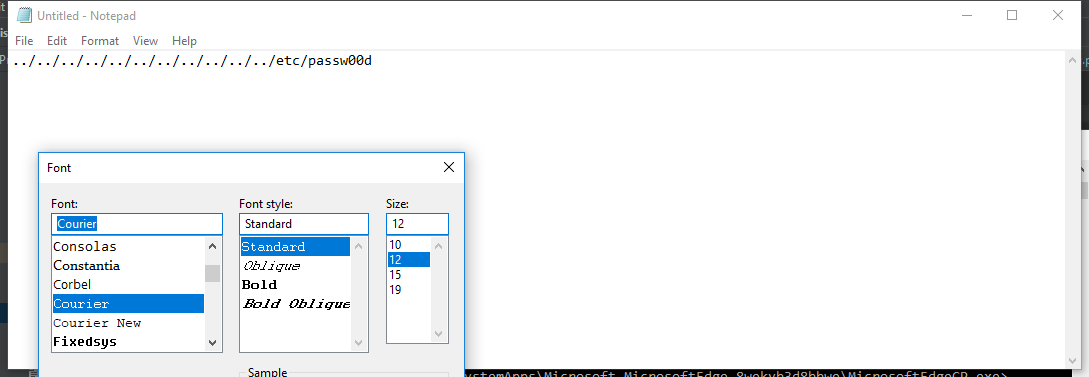 Untitled - Notepad
File Edit Format View Help
../../../../../../../../../../../etc/passw00d
Font
Font: Font style: Size:
Courier Standard 12
Consolas Standard 10
Constantia Oblique 12
Corbel Bold 15
Courier Bold Oblique 19
Courier New
Fixedsys
Sample
ystemApps\Microsoft.MicrosoftEdge_8wekyb3d8bbwe\MicrosoftEdgeCP.exe>